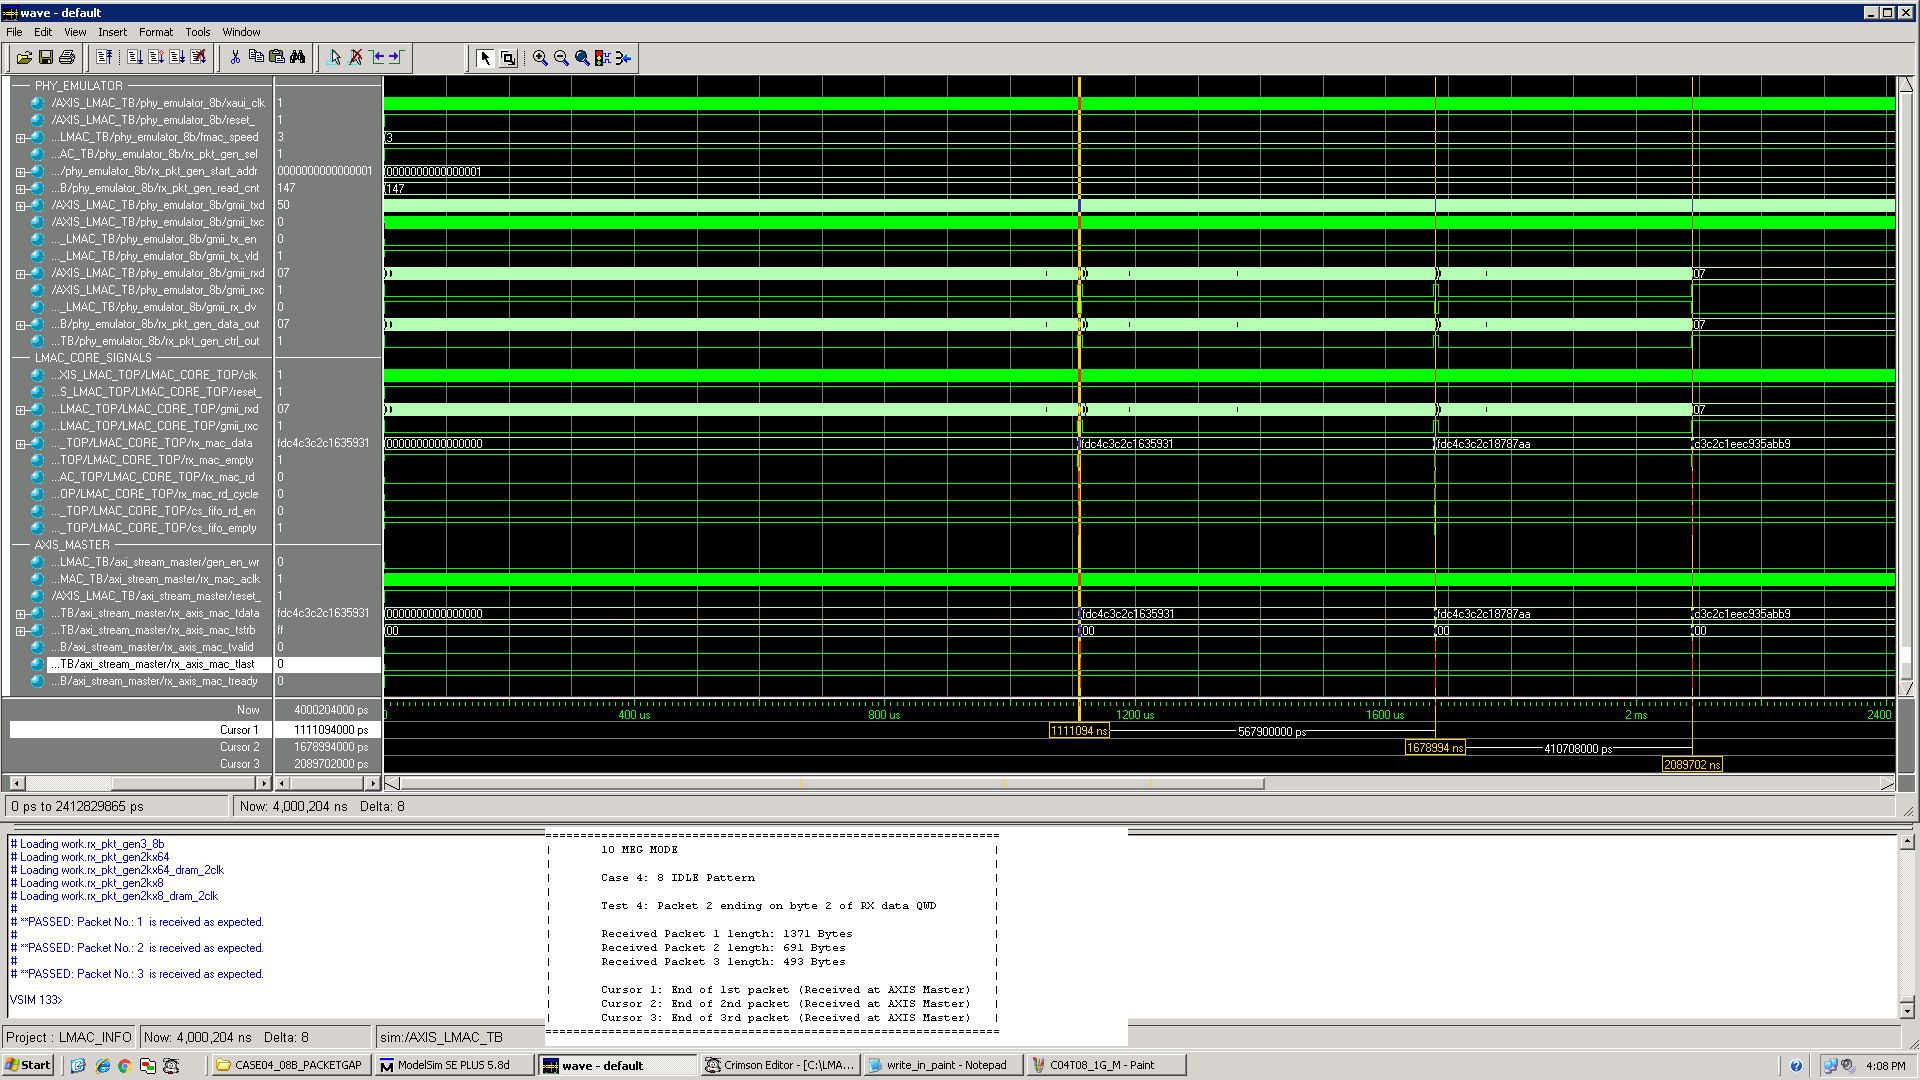 wave - default
File Edit View Insert Format Tools Window
PHY_EMULATOR
/AXIS_LMAC_TB/phy_emulator_8b/xaui_clk 1
/AXIS_LMAC_TB/phy_emulator_8b/reset_ 1
...LMAC_TB/phy_emulator_8b/fmac_speed 3 3
...AC_TB/phy_emulator_8b/rx_pkt_gen_sel 1
.../phy_emulator_8b/rx_pkt_gen_start_addr 0000000000000001 0000000000000001
...B/phy_emulator_8b/rx_pkt_gen_read_cnt 147 147
/AXIS_LMAC_TB/phy_emulator_8b/gmii_txd 50
/AXIS_LMAC_TB/phy_emulator_8b/gmii_txc 0
..._LMAC_TB/phy_emulator_8b/gmii_tx_en 0
..._LMAC_TB/phy_emulator_8b/gmii_tx_vld 1
/AXIS_LMAC_TB/phy_emulator_8b/gmii_rxd 07 07
/AXIS_LMAC_TB/phy_emulator_8b/gmii_rxc 1
..._LMAC_TB/phy_emulator_8b/gmii_rx_dv 0
...B/phy_emulator_8b/rx_pkt_gen_data_out 07 07
...TB/phy_emulator_8b/rx_pkt_gen_ctrl_out 1
LMAC_CORE_SIGNALS
...XIS_LMAC_TOP/LMAC_CORE_TOP/clk 1
...S_LMAC_TOP/LMAC_CORE_TOP/reset_ 1
...LMAC_TOP/LMAC_CORE_TOP/gmii_rxd 07 07
...LMAC_TOP/LMAC_CORE_TOP/gmii_rxc 1
..._TOP/LMAC_CORE_TOP/rx_mac_data fdc4c3c2c1635931 0000000000000000 fdc4c3c2c1635931 fdc4c3c2c18787aa c3c2c1eec935abb9
...TOP/LMAC_CORE_TOP/rx_mac_empty 1
...AC_TOP/LMAC_CORE_TOP/rx_mac_rd 0
...OP/LMAC_CORE_TOP/rx_mac_rd_cycle 0
..._TOP/LMAC_CORE_TOP/cs_fifo_rd_en 0
..._TOP/LMAC_CORE_TOP/cs_fifo_empty 1
AXIS_MASTER
...LMAC_TB/axi_stream_master/gen_en_wr 0
...MAC_TB/axi_stream_master/rx_mac_aclk 1
/AXIS_LMAC_TB/axi_stream_master/reset_ 1
...TB/axi_stream_master/rx_axis_mac_tdata fdc4c3c2c1635931 0000000000000000 fdc4c3c2c1635931 fdc4c3c2c18787aa c3c2c1eec935abb9
...TB/axi_stream_master/rx_axis_mac_tstrb ff 00 00 00 00
...B/axi_stream_master/rx_axis_mac_tvalid 0
...TB/axi_stream_master/rx_axis_mac_tlast 0
...B/axi_stream_master/rx_axis_mac_tready 0
Now 4000204000 ps 0 400 us 800 us 1200 us 1600 us 2 ms 2400
Cursor 1 1111094000 ps 1111094 ns 567900000 ps
Cursor 2 1678994000 ps 1678994 ns 410708000 ps
Cursor 3 2089702000 ps 2089702 ns
0 ps to 2412829865 ps Now: 4,000,204 ns Delta: 8
# Loading work.rx_pkt_gen3_8b
# Loading work.rx_pkt_gen2kx64
# Loading work.rx_pkt_gen2kx64_dram_2clk
# Loading work.rx_pkt_gen2kx8
# Loading work.rx_pkt_gen2kx8_dram_2clk
#
# **PASSED: Packet No.: 1 is received as expected.
#
# **PASSED: Packet No.: 2 is received as expected.
#
# **PASSED: Packet No.: 3 is received as expected.
VSIM 133>
10 MEG MODE
Case 4: 8 IDLE Pattern
Test 4: Packet 2 ending on byte 2 of RX data QWD
Received Packet 1 length: 1371 Bytes
Received Packet 2 length: 691 Bytes
Received Packet 3 length: 493 Bytes
Cursor 1: End of 1st packet (Received at AXIS Master)
Cursor 2: End of 2nd packet (Received at AXIS Master)
Cursor 3: End of 3rd packet (Received at AXIS Master)
Project : LMAC_INFO Now: 4,000,204 ns Delta: 8 sim:/AXIS_LMAC_TB
Start CASE04_08B_PACKETGAP ModelSim SE PLUS 5.8d wave - default Crimson Editor - [C:\LMA... write_in_paint - Notepad C04T08_1G_M - Paint 4:08 PM